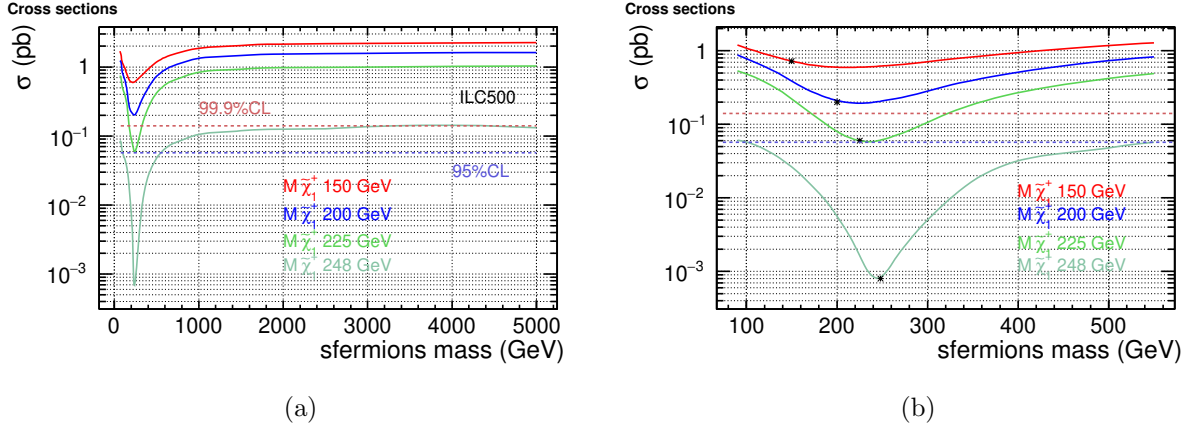 Cross sections
σ (pb)
1
10⁻¹
10⁻²
10⁻³
99.9%CL
ILC500
95%CL
M χ̃₁⁺ 150 GeV
M χ̃₁⁺ 200 GeV
M χ̃₁⁺ 225 GeV
M χ̃₁⁺ 248 GeV
0 1000 2000 3000 4000 5000
sfermions mass (GeV)
(a)
Cross sections
σ (pb)
1
10⁻¹
10⁻²
10⁻³
M χ̃₁⁺ 150 GeV
M χ̃₁⁺ 200 GeV
M χ̃₁⁺ 225 GeV
M χ̃₁⁺ 248 GeV
100 200 300 400 500
sfermions mass (GeV)
(b)